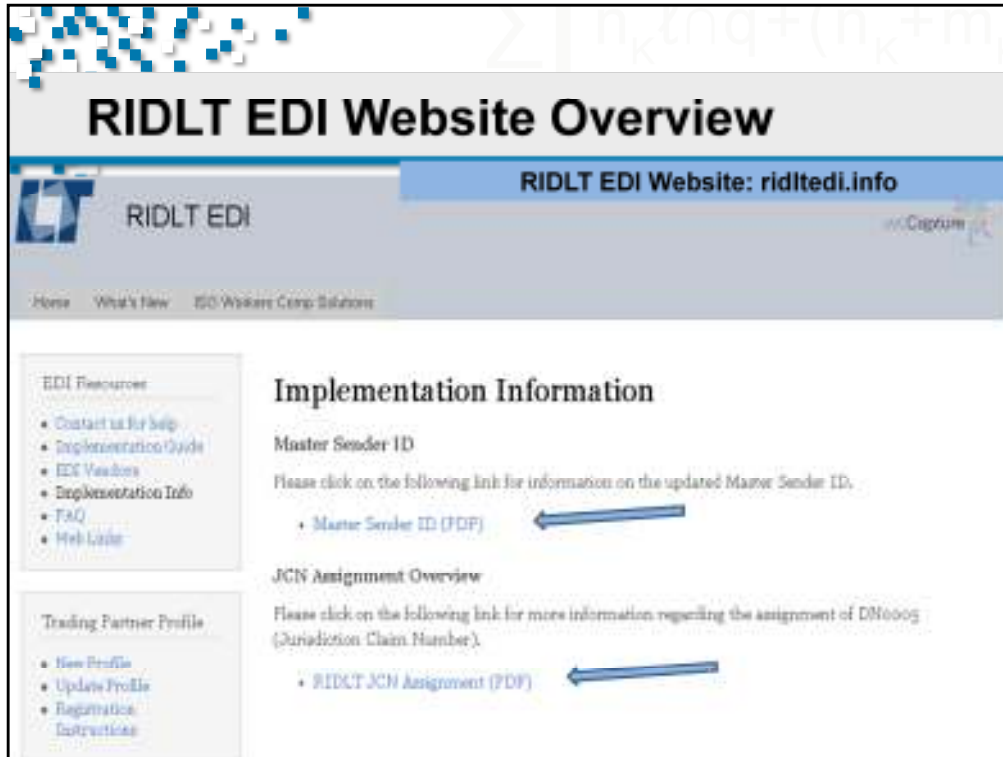 RIDLT EDI Website Overview
RIDLT EDI Website: ridltedi.info
RIDLT EDI
Capture
Home What's New ISO Workers Comp Solutions
EDI Resources
• Contact us for help
• Implementation Guide
• EDI Vendors
• Implementation Info
• FAQ
• Web Links
Trading Partner Profile
• New Profile
• Update Profile
• Registration
Instructions
Implementation Information
Master Sender ID
Please click on the following link for information on the updated Master Sender ID.
• Master Sender ID (PDF)
JCN Assignment Overview
Please click on the following link for more information regarding the assignment of DN0005
(Jurisdiction Claim Number).
• RIDLT JCN Assignment (PDF)